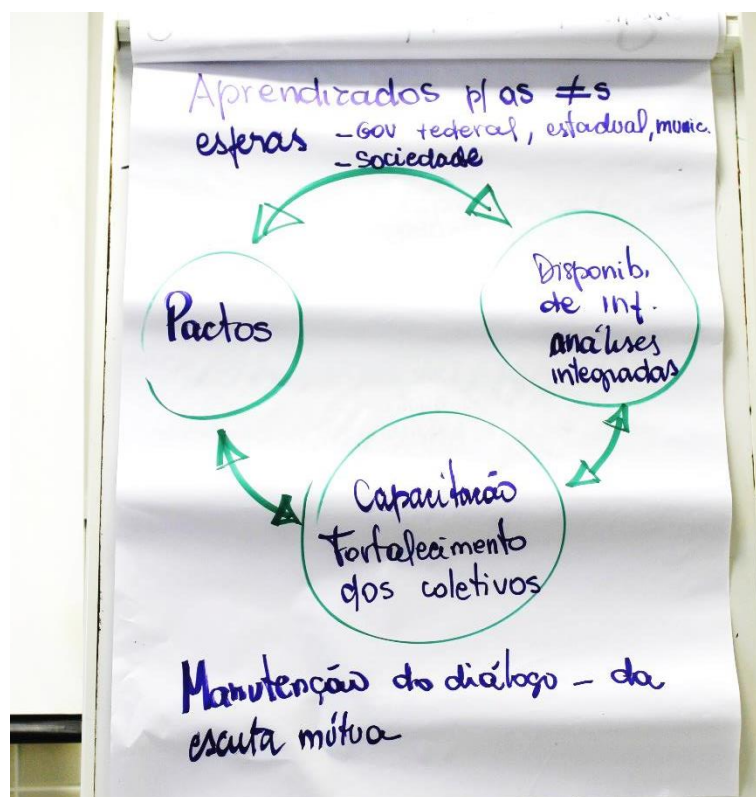 Aprendizados p/ as ≠s
esferas - Gov federal, estadual, munic.
- sociedade
Pactos
Disponib.
de inf.
análises
integradas
Capacitação
Fortalecimento
dos coletivos
Manutenção do diálogo - da
escuta mútua